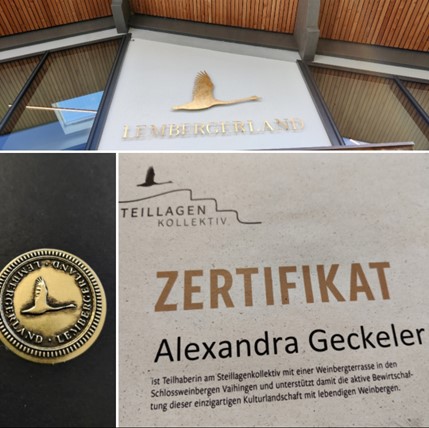 LEMBERGERLAND
LEMBERGERLAND · LEMBERGERLAND ·
TEILLAGEN
KOLLEKTIV
ZERTIFIKAT
Alexandra Geckeler
ist Teilhaberin am Steillagenkollektiv mit einer Weinbergterrasse in den
Schlossweinbergen Vaihingen und unterstützt damit die aktive Bewirtschaf-
tung dieser einzigartigen Kulturlandschaft mit lebendigen Weinbergen.